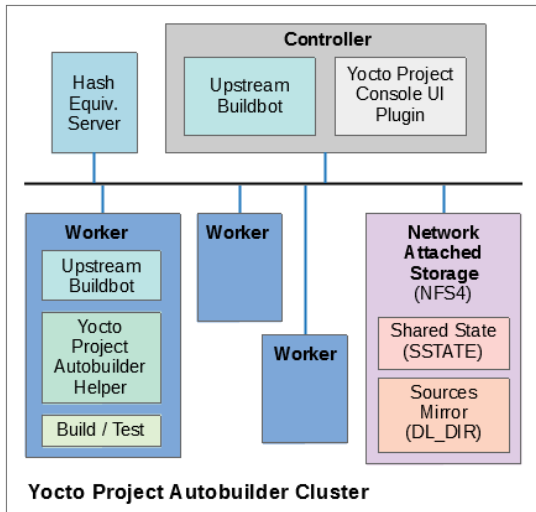 Controller
Hash
Equiv.
Server
Upstream
Buildbot
Yocto Project
Console UI
Plugin
Worker
Upstream
Buildbot
Yocto
Project
Autobuilder
Helper
Build / Test
Worker
Worker
Network
Attached
Storage
(NFS4)
Shared State
(SSTATE)
Sources
Mirror
(DL_DIR)
Yocto Project Autobuilder Cluster